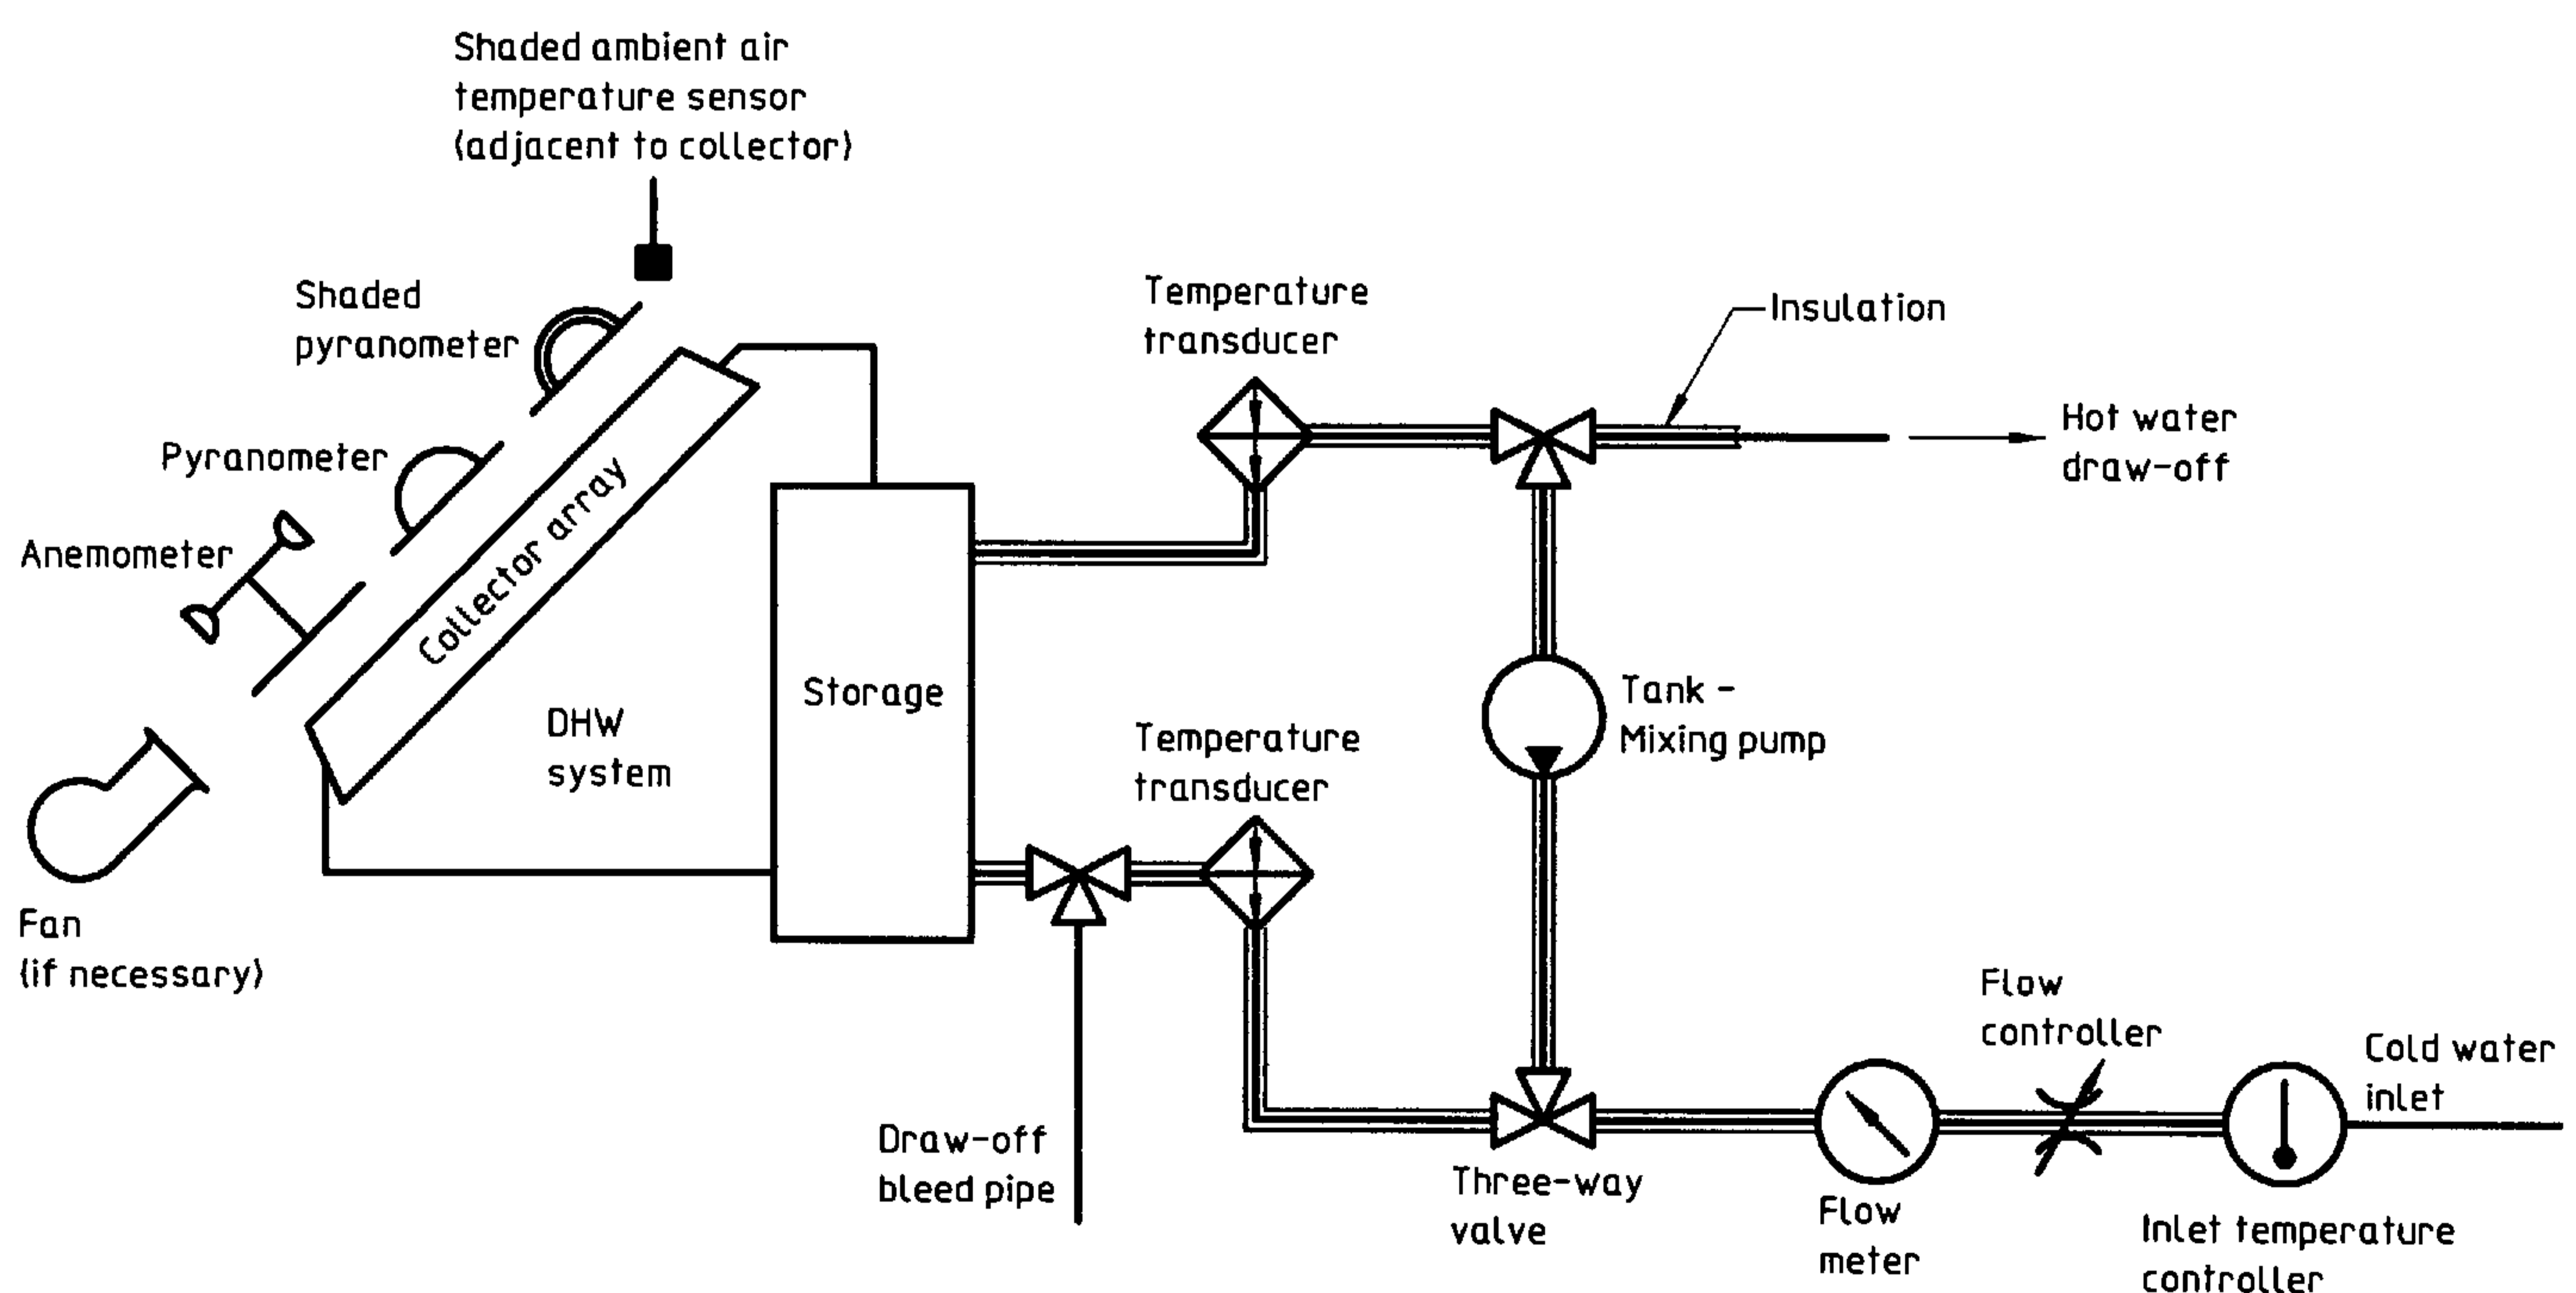 Shaded ambient air
temperature sensor
(adjacent to collector)
Shaded
pyranometer
Pyranometer
Anemometer
Collector array
Fan
(if necessary)
DHW
system
Storage
Temperature
transducer
Insulation
Hot water
draw-off
Temperature
transducer
Tank -
Mixing pump
Draw-off
bleed pipe
Three-way
valve
Flow
meter
Flow
controller
Cold water
inlet
Inlet temperature
controller